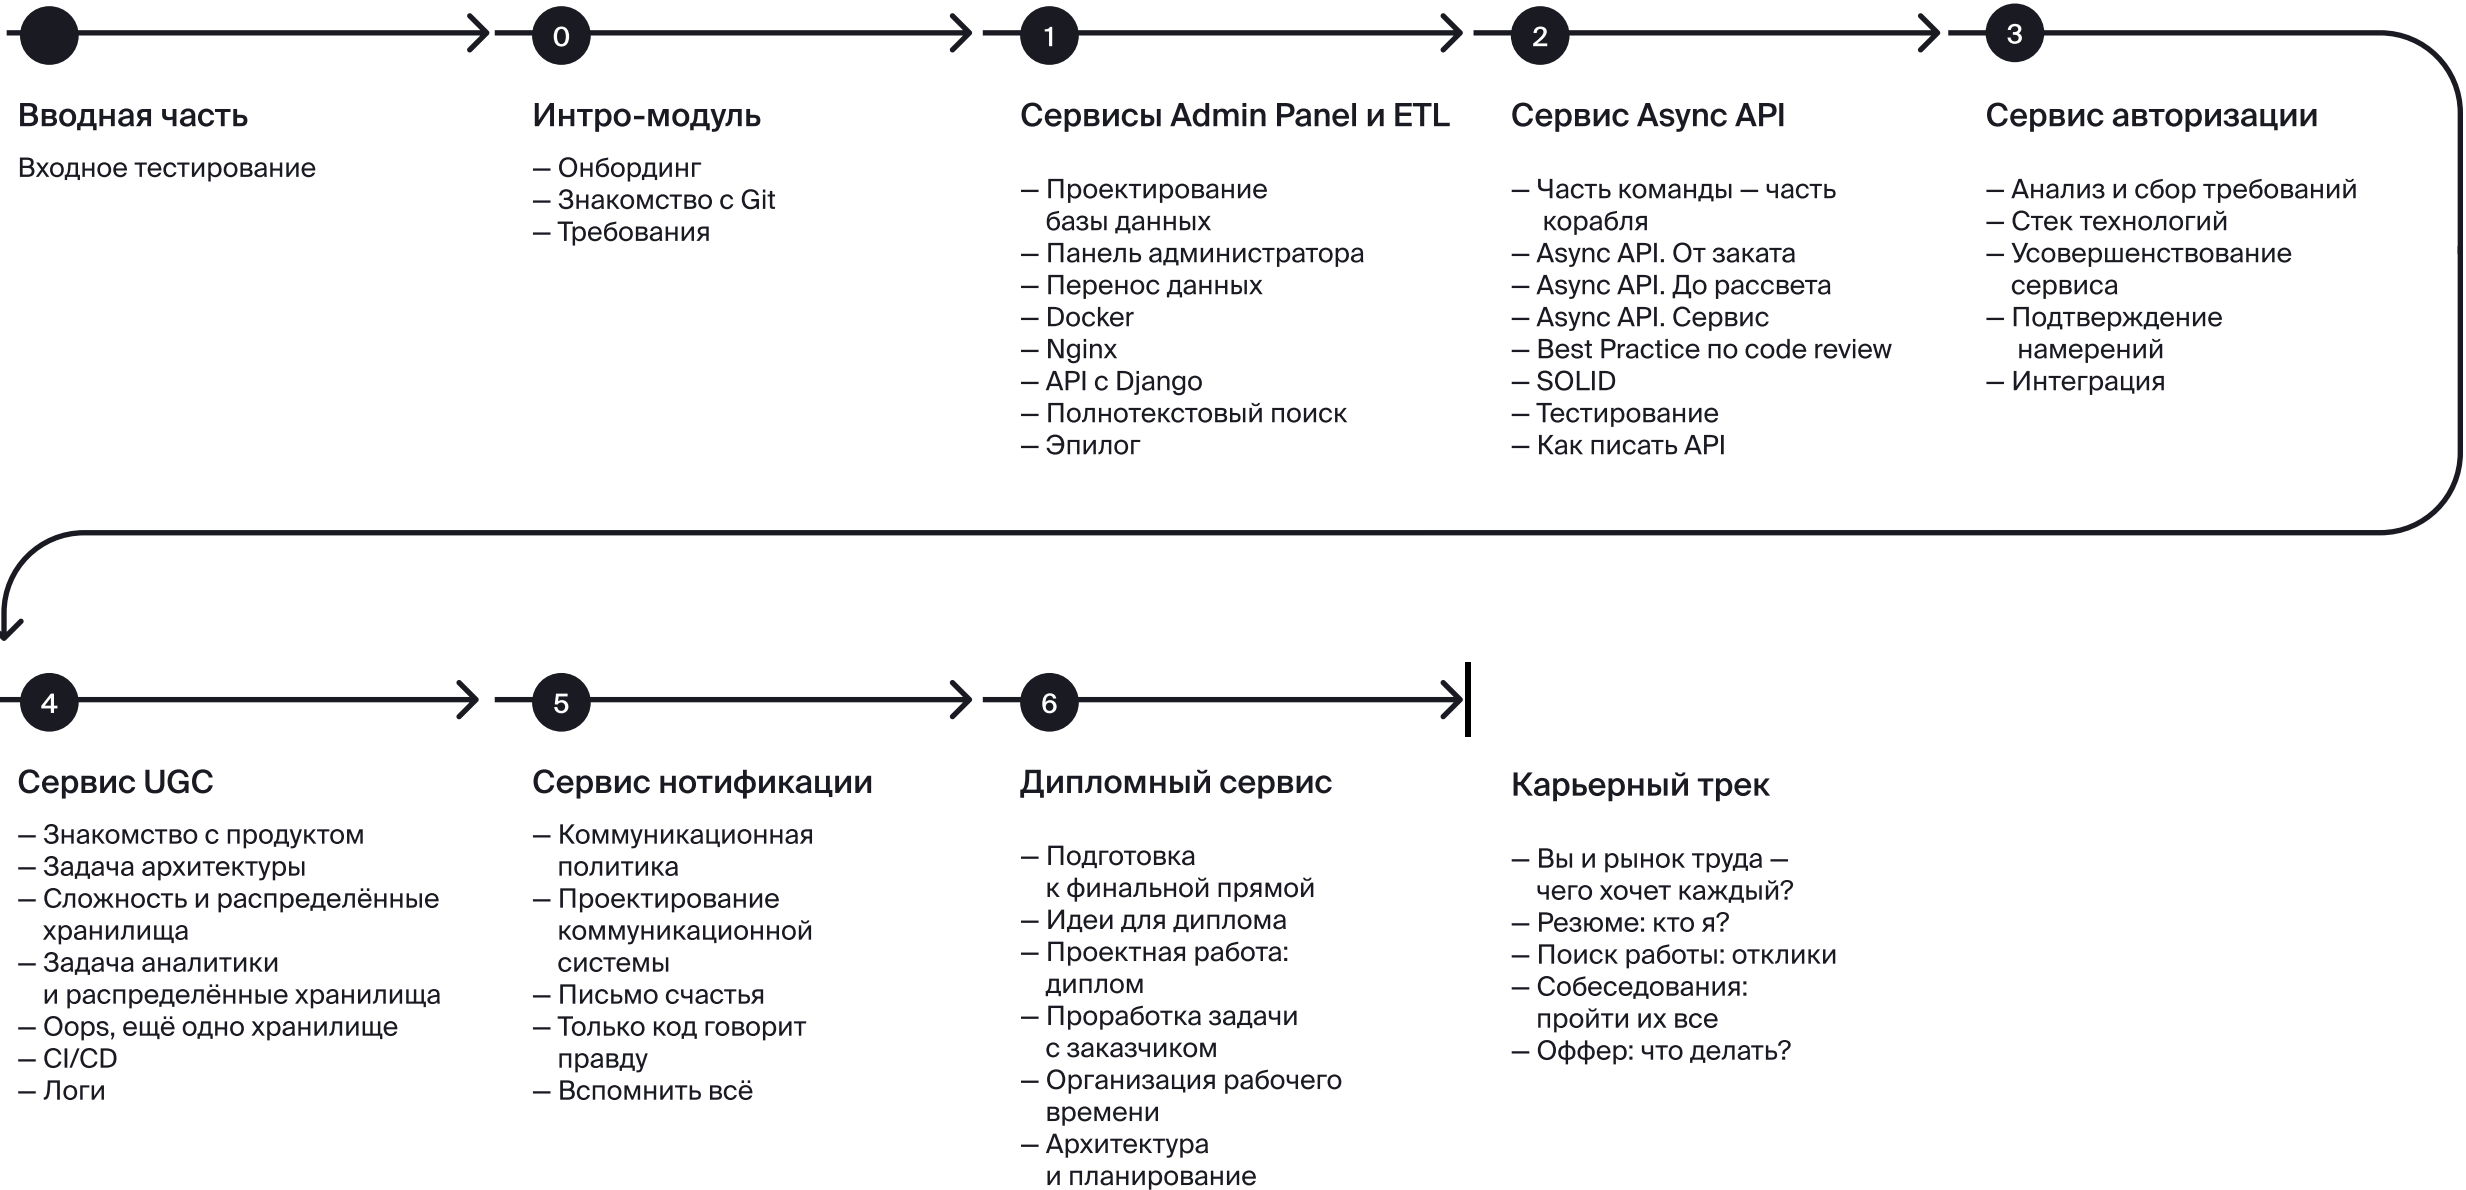 Вводная часть
Входное тестирование
0
Интро-модуль
— Онбординг
— Знакомство с Git
— Требования
1
Сервисы Admin Panel и ETL
— Проектирование
базы данных
— Панель администратора
— Перенос данных
— Docker
— Nginx
— API с Django
— Полнотекстовый поиск
— Эпилог
2
Сервис Async API
— Часть команды — часть
корабля
— Async API. От заката
— Async API. До рассвета
— Async API. Сервис
— Best Practice по code review
— SOLID
— Тестирование
— Как писать API
3
Сервис авторизации
— Анализ и сбор требований
— Стек технологий
— Усовершенствование
сервиса
— Подтверждение
намерений
— Интеграция
4
Сервис UGC
— Знакомство с продуктом
— Задача архитектуры
— Сложность и распределённые
хранилища
— Задача аналитики
и распределённые хранилища
— Oops, ещё одно хранилище
— CI/CD
— Логи
5
Сервис нотификации
— Коммуникационная
политика
— Проектирование
коммуникационной
системы
— Письмо счастья
— Только код говорит
правду
— Вспомнить всё
6
Дипломный сервис
— Подготовка
к финальной прямой
— Идеи для диплома
— Проектная работа:
диплом
— Проработка задачи
с заказчиком
— Организация рабочего
времени
— Архитектура
и планирование
Карьерный трек
— Вы и рынок труда —
чего хочет каждый?
— Резюме: кто я?
— Поиск работы: отклики
— Собеседования:
пройти их все
— Оффер: что делать?